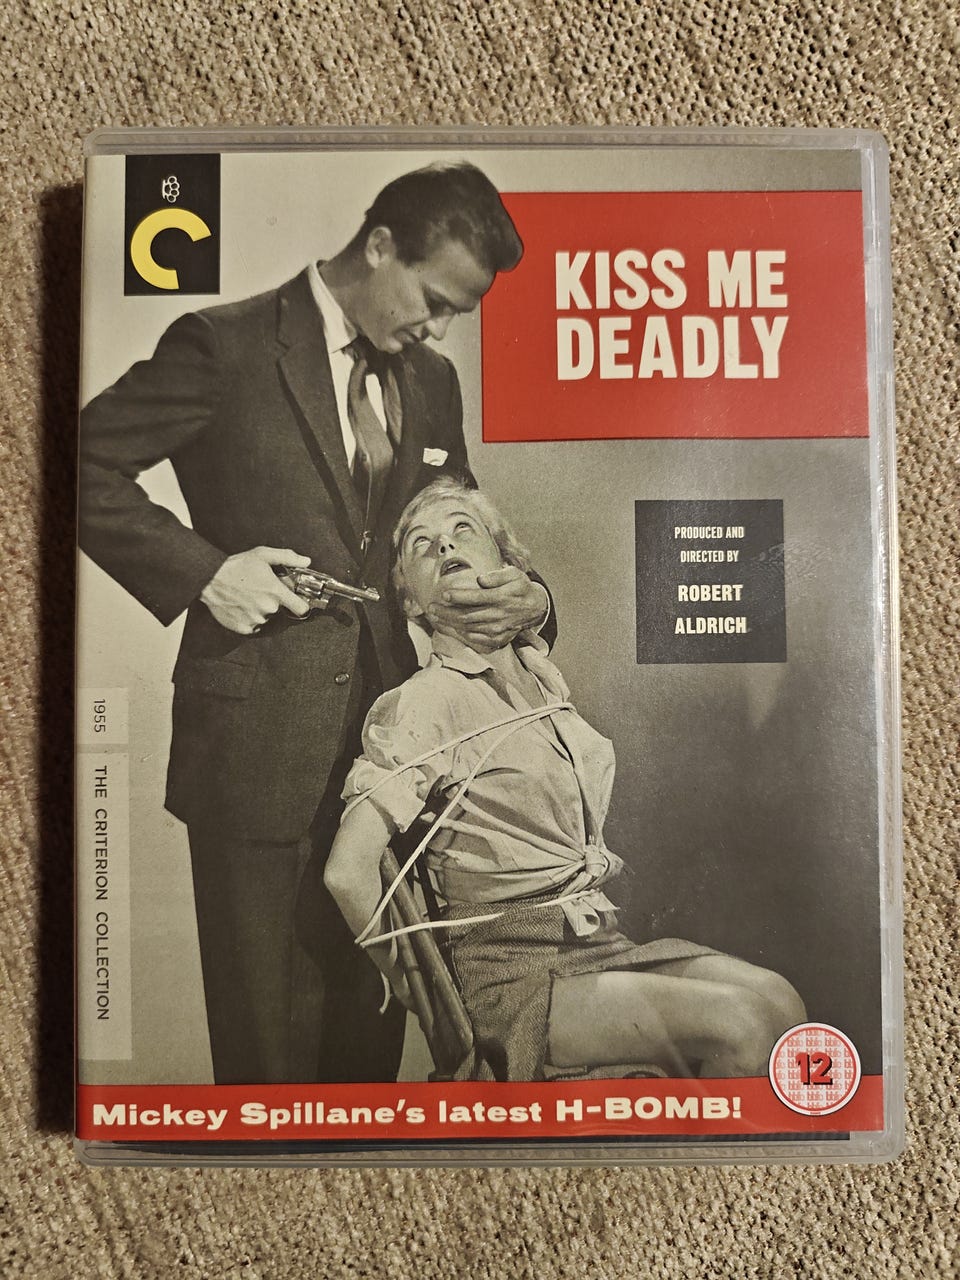 KISS ME
DEADLY
PRODUCED AND
DIRECTED BY
ROBERT
ALDRICH
1955 THE CRITERION COLLECTION
12
Mickey Spillane's latest H-BOMB!